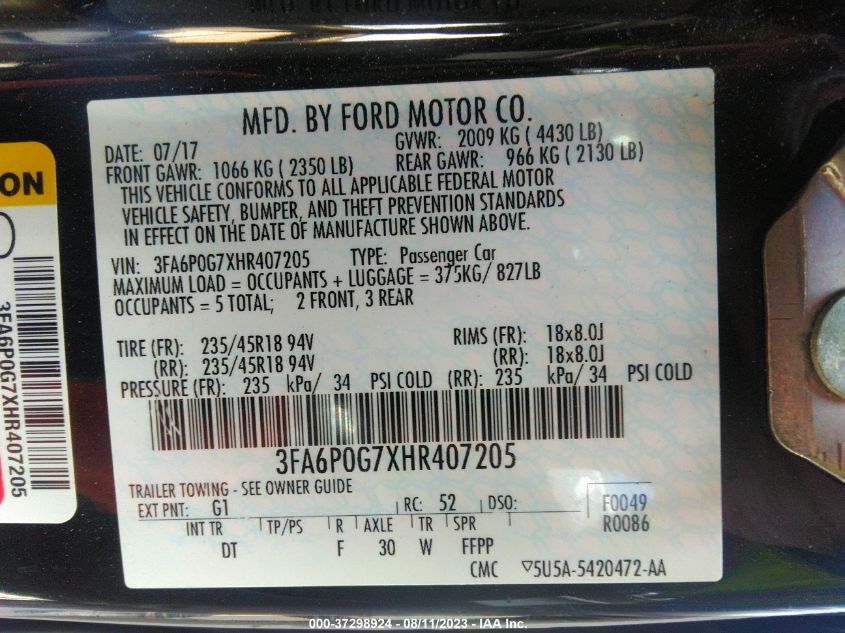 MFD. BY FORD MOTOR CO.
DATE: 07/17 GVWR: 2009 KG ( 4430 LB)
FRONT GAWR: 1066 KG ( 2350 LB) REAR GAWR: 966 KG ( 2130 LB)
THIS VEHICLE CONFORMS TO ALL APPLICABLE FEDERAL MOTOR
VEHICLE SAFETY, BUMPER, AND THEFT PREVENTION STANDARDS
IN EFFECT ON THE DATE OF MANUFACTURE SHOWN ABOVE.
VIN: 3FA6P0G7XHR407205 TYPE: Passenger Car
MAXIMUM LOAD = OCCUPANTS + LUGGAGE = 375KG/ 827LB
OCCUPANTS = 5 TOTAL; 2 FRONT, 3 REAR
TIRE (FR): 235/45R18 94V RIMS (FR): 18x8.0J
(RR): 235/45R18 94V (RR): 18x8.0J
PRESSURE (FR): 235 kPa/ 34 PSI COLD (RR): 235 kPa/ 34 PSI COLD
3FA6P0G7XHR407205
TRAILER TOWING - SEE OWNER GUIDE
EXT PNT: G1 RC: 52 DSO: F0049
R0086
INT TR TP/PS R AXLE TR SPR
DT F 30 W FFPP
CMC ▽5U5A-5420472-AA
ON
3FA6P0G7XHR407205
000-37298924 - 08/11/2023 - IAA Inc.